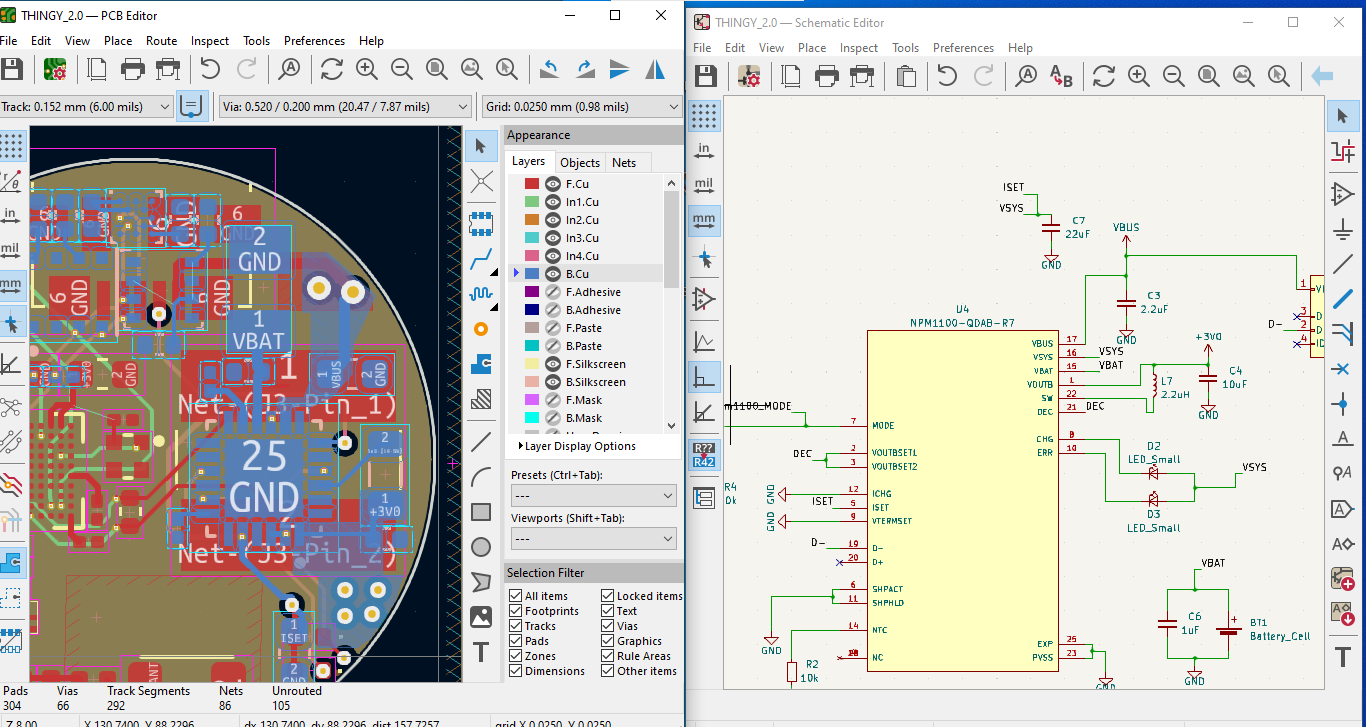 THINGY_2.0 — PCB Editor
File Edit View Place Route Inspect Tools Preferences Help
Track: 0.152 mm (6.00 mils)
Via: 0.520 / 0.200 mm (20.47 / 7.87 mils)
Grid: 0.0250 mm (0.98 mils)
in
mil
mm
Appearance
Layers Objects Nets
F.Cu
In1.Cu
In2.Cu
In3.Cu
In4.Cu
B.Cu
F.Adhesive
B.Adhesive
F.Paste
B.Paste
F.Silkscreen
B.Silkscreen
F.Mask
B.Mask
Layer Display Options
Presets (Ctrl+Tab):
---
Viewports (Shift+Tab):
---
Selection Filter
All items Locked items
Footprints Text
Tracks Vias
Pads Graphics
Zones Rule Areas
Dimensions Other items
6
GND
2
GND
6
GND
6
GND
1
VBAT
+3V0
2
GND
1
VBUS
2
GND
Net-(J3-Pin_1)
25
GND
2
1
+3V0
Net-(J3-Pin_2)
1
ISET
2
GND
ANT
Pads Vias Track Segments Nets Unrouted
304 66 292 86 105
Z 8.00 X 130.7400 Y 88.2296 dx 130.7400 dy 88.2296 dist 157.7257 grid X 0.0250 Y 0.0250
THINGY_2.0 — Schematic Editor
File Edit View Place Inspect Tools Preferences Help
in
mil
mm
R??
R42
ISET
VSYS
C7
22uF
GND
VBUS
C3
2.2uF
GND
D-
1
3
2
4
U4
NPM1100-QDAB-R7
VBUS 17
VSYS 16 VSYS
VBAT 15 VBAT
VOUTB 1
SW 22
DEC 21 DEC
+3V0
L7
2.2uH
C4
10uF
GND
m1100_MODE
7 MODE
DEC
2 VOUTBSET1
3 VOUTBSET2
CHG 8
ERR 10
D2
LED_Small
VSYS
D3
LED_Small
R4
0k
GND
12 ICHG
ISET 5 ISET
GND
9 VTERMSET
D- 19 D-
20 D+
6 SHPACT
11 SHPHLD
GND
14 NTC
R2
10k
NC
EXP 25
PVSS 23
GND
VBAT
C6
1uF
BT1
Battery_Cell
GND